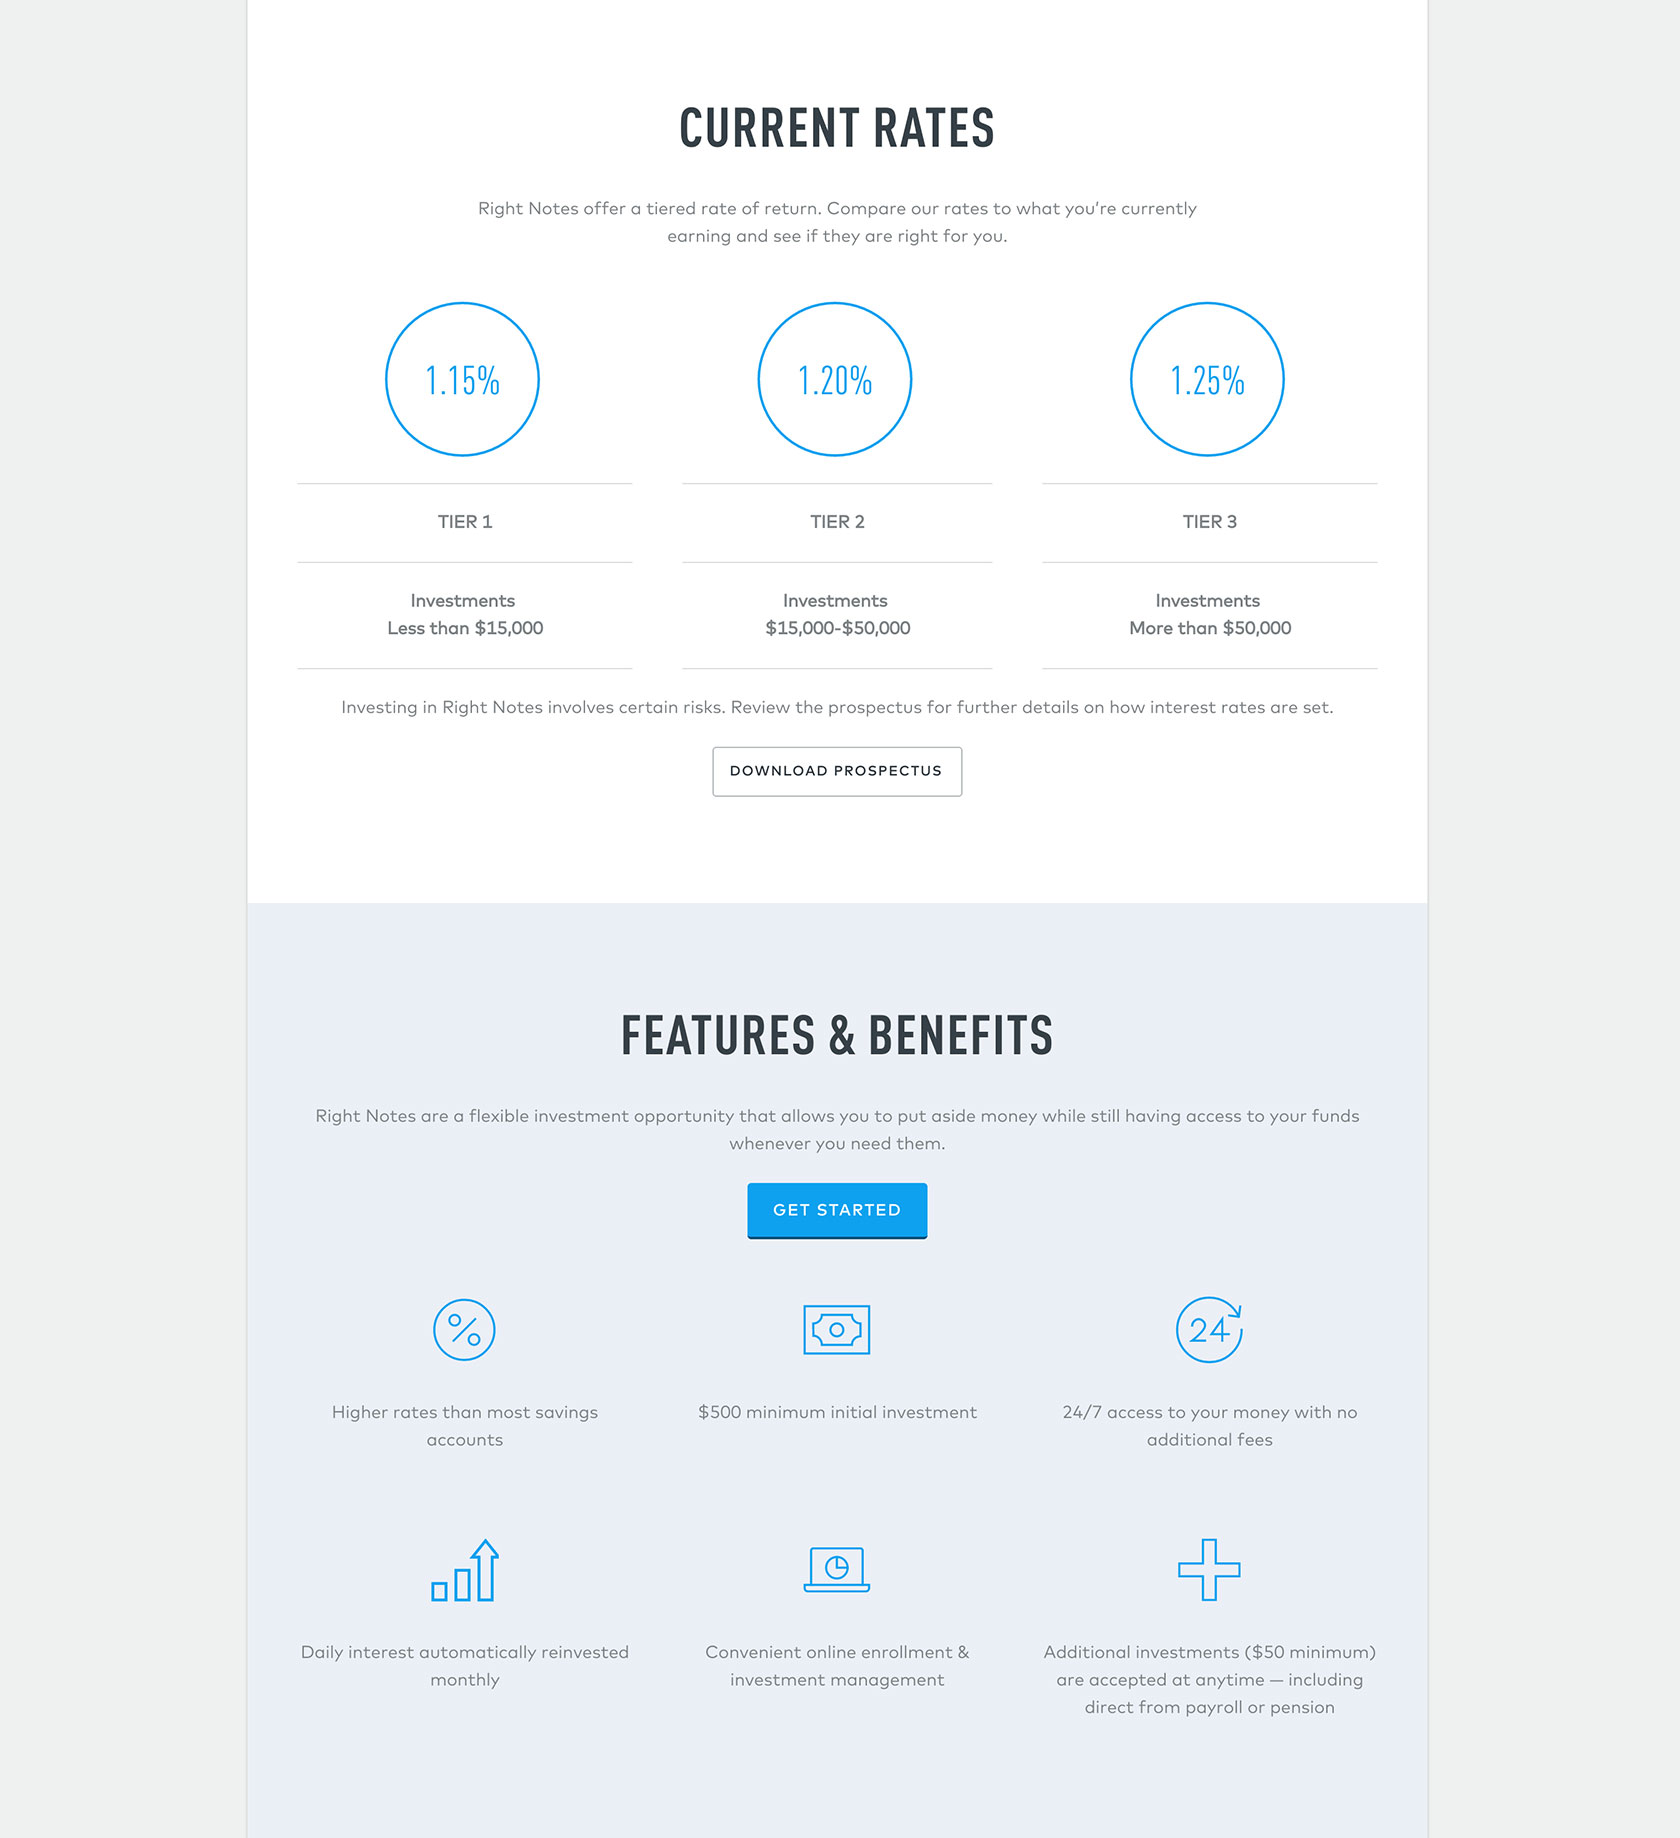 CURRENT RATES
Right Notes offer a tiered rate of return. Compare our rates to what you're currently
earning and see if they are right for you.
1.15%
1.20%
1.25%
TIER 1
TIER 2
TIER 3
Investments
Less than $15,000
Investments
$15,000-$50,000
Investments
More than $50,000
Investing in Right Notes involves certain risks. Review the prospectus for further details on how interest rates are set.
DOWNLOAD PROSPECTUS
FEATURES & BENEFITS
Right Notes are a flexible investment opportunity that allows you to put aside money while still having access to your funds
whenever you need them.
GET STARTED
%
24
Higher rates than most savings
accounts
$500 minimum initial investment
24/7 access to your money with no
additional fees
Daily interest automatically reinvested
monthly
Convenient online enrollment &
investment management
Additional investments ($50 minimum)
are accepted at anytime — including
direct from payroll or pension